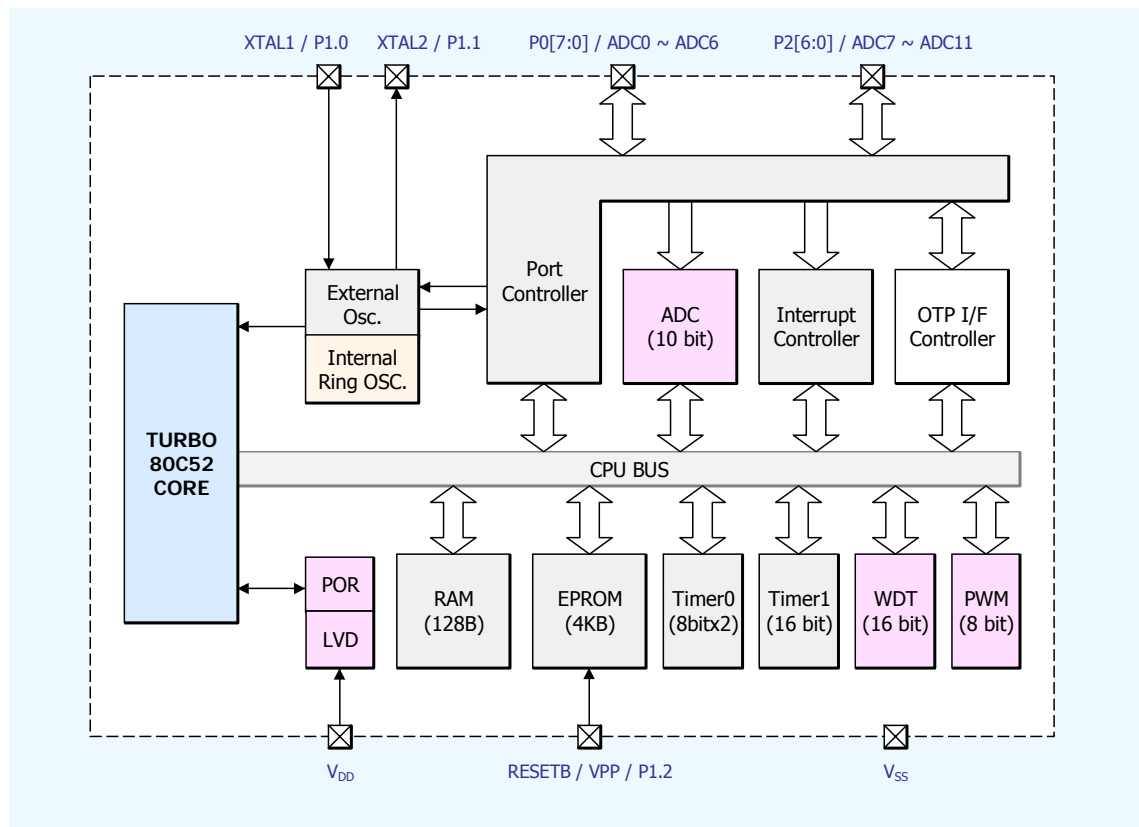 XTAL1 / P1.0
XTAL2 / P1.1
P0[7:0] / ADC0 ~ ADC6
P2[6:0] / ADC7 ~ ADC11
Port
Controller
External
Osc.
Internal
Ring OSC.
ADC
(10 bit)
Interrupt
Controller
OTP I/F
Controller
TURBO
80C52
CORE
CPU BUS
POR
LVD
RAM
(128B)
EPROM
(4KB)
Timer0
(8bitx2)
Timer1
(16 bit)
WDT
(16 bit)
PWM
(8 bit)
VDD
RESETB / VPP / P1.2
VSS